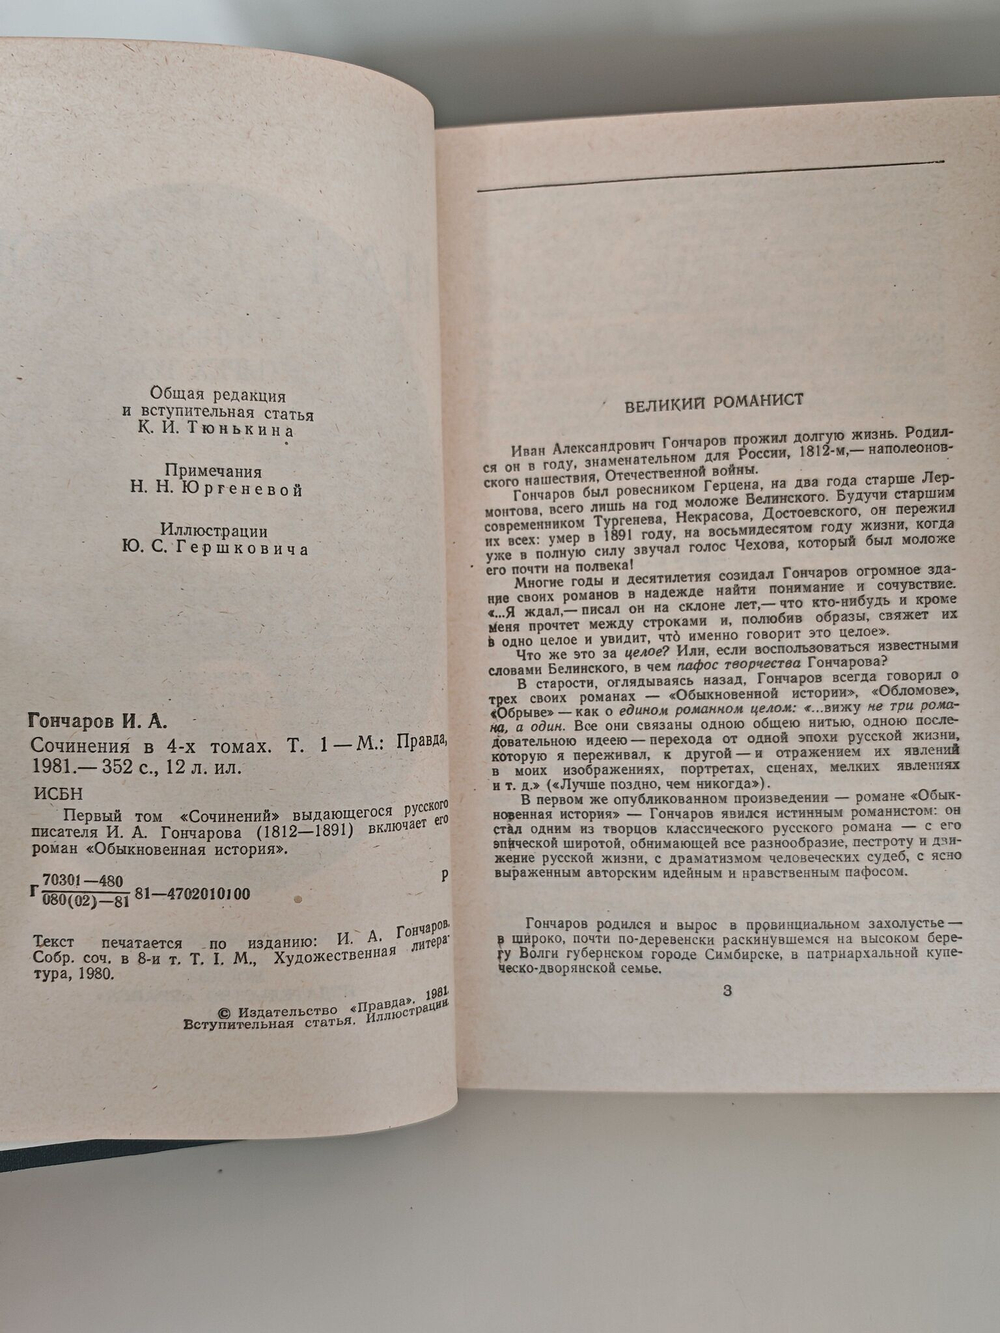 Общая редакция
и вступительная статья
К. И. Тюнькина
Примечания
Н. Н. Юргеневой
Иллюстрации
Ю. С. Гершковича
Гончаров И. А.
Сочинения в 4-х томах. Т. 1 — М.: Правда,
1981.— 352 с., 12 л. ил.
ИСБН
Первый том «Сочинений» выдающегося русского
писателя И. А. Гончарова (1812—1891) включает его
роман «Обыкновенная история».
Г 70301—480
080(02)—81 81—4702010100 Р
Текст печатается по изданию: И. А. Гончаров.
Собр. соч. в 8-и т. Т. I. М., Художественная литера-
тура, 1980.
© Издательство «Правда». 1981
Вступительная статья. Иллюстрации.
ВЕЛИКИЙ РОМАНИСТ
Иван Александрович Гончаров прожил долгую жизнь. Родил-
ся он в году, знаменательном для России, 1812-м,— наполеонов-
ского нашествия, Отечественной войны.
Гончаров был ровесником Герцена, на два года старше Лер-
монтова, всего лишь на год моложе Белинского. Будучи старшим
современником Тургенева, Некрасова, Достоевского, он пережил
их всех: умер в 1891 году, на восьмидесятом году жизни, когда
уже в полную силу звучал голос Чехова, который был моложе
его почти на полвека!
Многие годы и десятилетия созидал Гончаров огромное зда-
ние своих романов в надежде найти понимание и сочувствие.
«...Я ждал,— писал он на склоне лет,— что кто-нибудь и кроме
меня прочтет между строками и, полюбив образы, свяжет их
в одно целое и увидит, что именно говорит это целое».
Что же это за целое? Или, если воспользоваться известными
словами Белинского, в чем пафос творчества Гончарова?
В старости, оглядываясь назад, Гончаров всегда говорил о
трех своих романах — «Обыкновенной истории», «Обломове»,
«Обрыве» — как о едином романном целом: «...вижу не три рома-
на, а один. Все они связаны одною общею нитью, одною после-
довательною идеею — перехода от одной эпохи русской жизни,
которую я переживал, к другой — и отражением их явлений
в моих изображениях, портретах, сценах, мелких явлениях
и т. д.» («Лучше поздно, чем никогда»).
В первом же опубликованном произведении — романе «Обык-
новенная история» — Гончаров явился истинным романистом: он
стал одним из творцов классического русского романа — с его
эпической широтой, обнимающей все разнообразие, пестроту и дви-
жение русской жизни, с драматизмом человеческих судеб, с ясно
выраженным авторским идейным и нравственным пафосом.
Гончаров родился и вырос в провинциальном захолустье —
в широко, почти по-деревенски раскинувшемся на высоком бере-
гу Волги губернском городе Симбирске, в патриархальной купе-
ческо-дворянской семье.
3